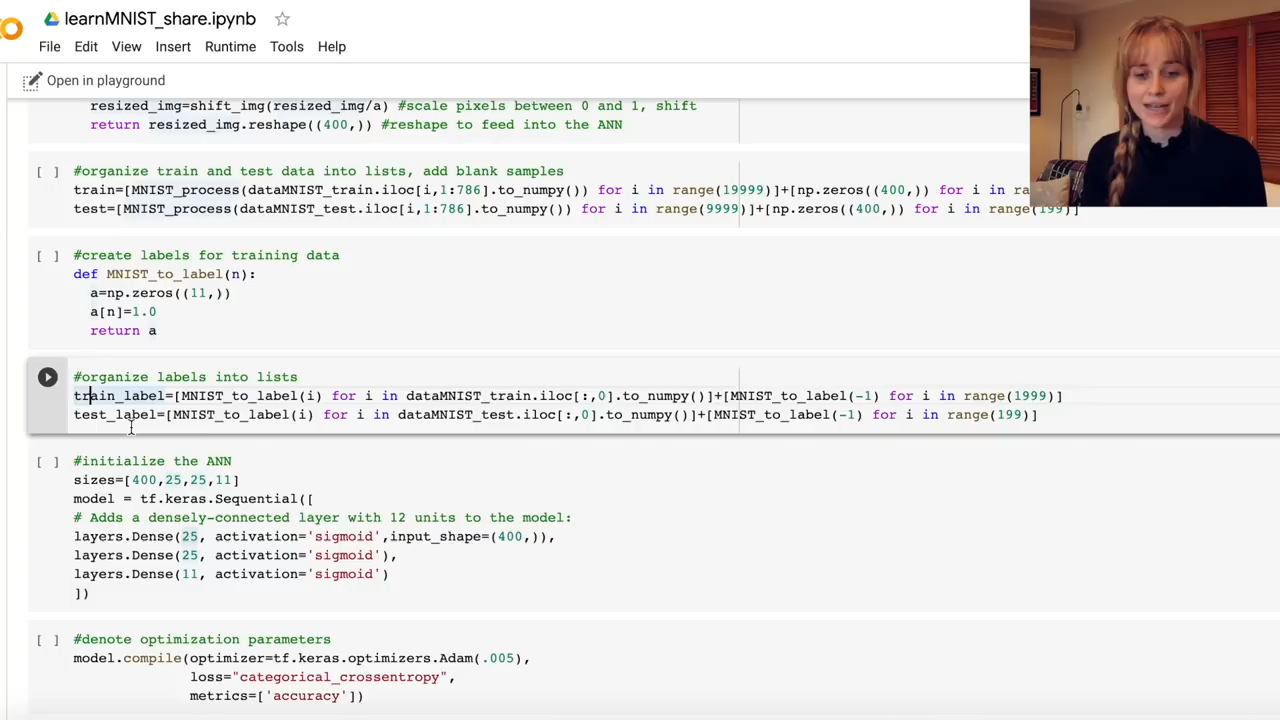 learnMNIST_share.ipynb
File Edit View Insert Runtime Tools Help
Open in playground
resized_img=shift_img(resized_img/a) #scale pixels between 0 and 1, shift
return resized_img.reshape((400,)) #reshape to feed into the ANN
[ ] #organize train and test data into lists, add blank samples
train=[MNIST_process(dataMNIST_train.iloc[i,1:786].to_numpy()) for i in range(19999)]+[np.zeros((400,)) for i in ra
test=[MNIST_process(dataMNIST_test.iloc[i,1:786].to_numpy()) for i in range(9999)]+[np.zeros((400,)) for i in range(199)]
[ ] #create labels for training data
def MNIST_to_label(n):
a=np.zeros((11,))
a[n]=1.0
return a
#organize labels into lists
train_label=[MNIST_to_label(i) for i in dataMNIST_train.iloc[:,0].to_numpy()]+[MNIST_to_label(-1) for i in range(1999)]
test_label=[MNIST_to_label(i) for i in dataMNIST_test.iloc[:,0].to_numpy()]+[MNIST_to_label(-1) for i in range(199)]
[ ] #initialize the ANN
sizes=[400,25,25,11]
model = tf.keras.Sequential([
# Adds a densely-connected layer with 12 units to the model:
layers.Dense(25, activation='sigmoid',input_shape=(400,)),
layers.Dense(25, activation='sigmoid'),
layers.Dense(11, activation='sigmoid')
])
[ ] #denote optimization parameters
model.compile(optimizer=tf.keras.optimizers.Adam(.005),
loss="categorical_crossentropy",
metrics=['accuracy'])